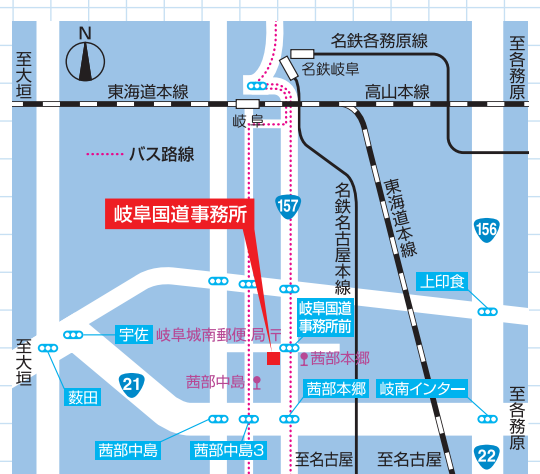 至大垣
N
名鉄各務原線
至各務原
名鉄岐阜
東海道本線
高山本線
岐阜
バス路線
岐阜国道事務所
157
名鉄名古屋本線
東海道本線
156
上印食
岐阜国道
事務所前
宇佐
岐阜城南郵便局〒
至大垣
茜部本郷
21
茜部中島
薮田
茜部本郷
岐南インター
至各務原
茜部中島
茜部中島3
至名古屋
至名古屋
22